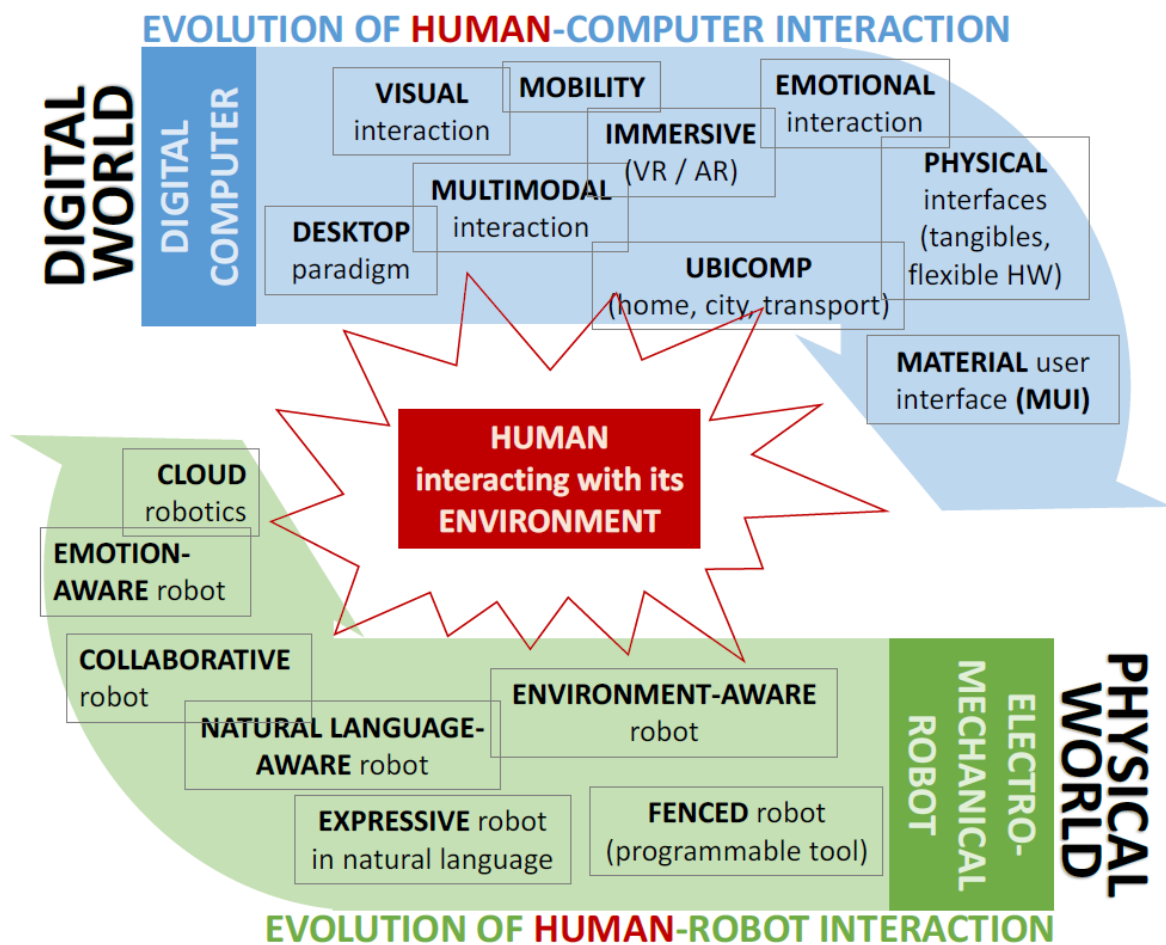 EVOLUTION OF HUMAN-COMPUTER INTERACTION
DIGITAL
WORLD
DIGITAL
COMPUTER
VISUAL
interaction
MOBILITY
EMOTIONAL
interaction
IMMERSIVE
(VR / AR)
PHYSICAL
interfaces
(tangibles,
flexible HW)
MULTIMODAL
interaction
DESKTOP
paradigm
UBICOMP
(home, city, transport)
MATERIAL user
interface (MUI)
HUMAN
interacting with its
ENVIRONMENT
CLOUD
robotics
EMOTION-
AWARE robot
COLLABORATIVE
robot
NATURAL LANGUAGE-
AWARE robot
ENVIRONMENT-AWARE
robot
EXPRESSIVE robot
in natural language
FENCED robot
(programmable tool)
ELECTRO-
MECHANICAL
ROBOT
PHYSICAL
WORLD
EVOLUTION OF HUMAN-ROBOT INTERACTION